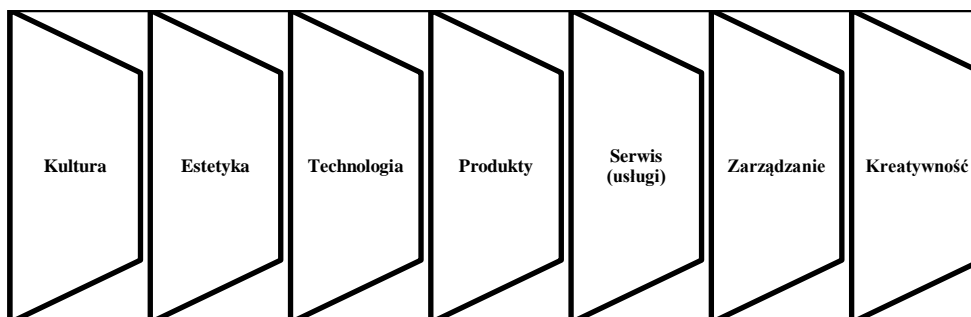 Kultura
Estetyka
Technologia
Produkty
Serwis
(usługi)
Zarządzanie
Kreatywność